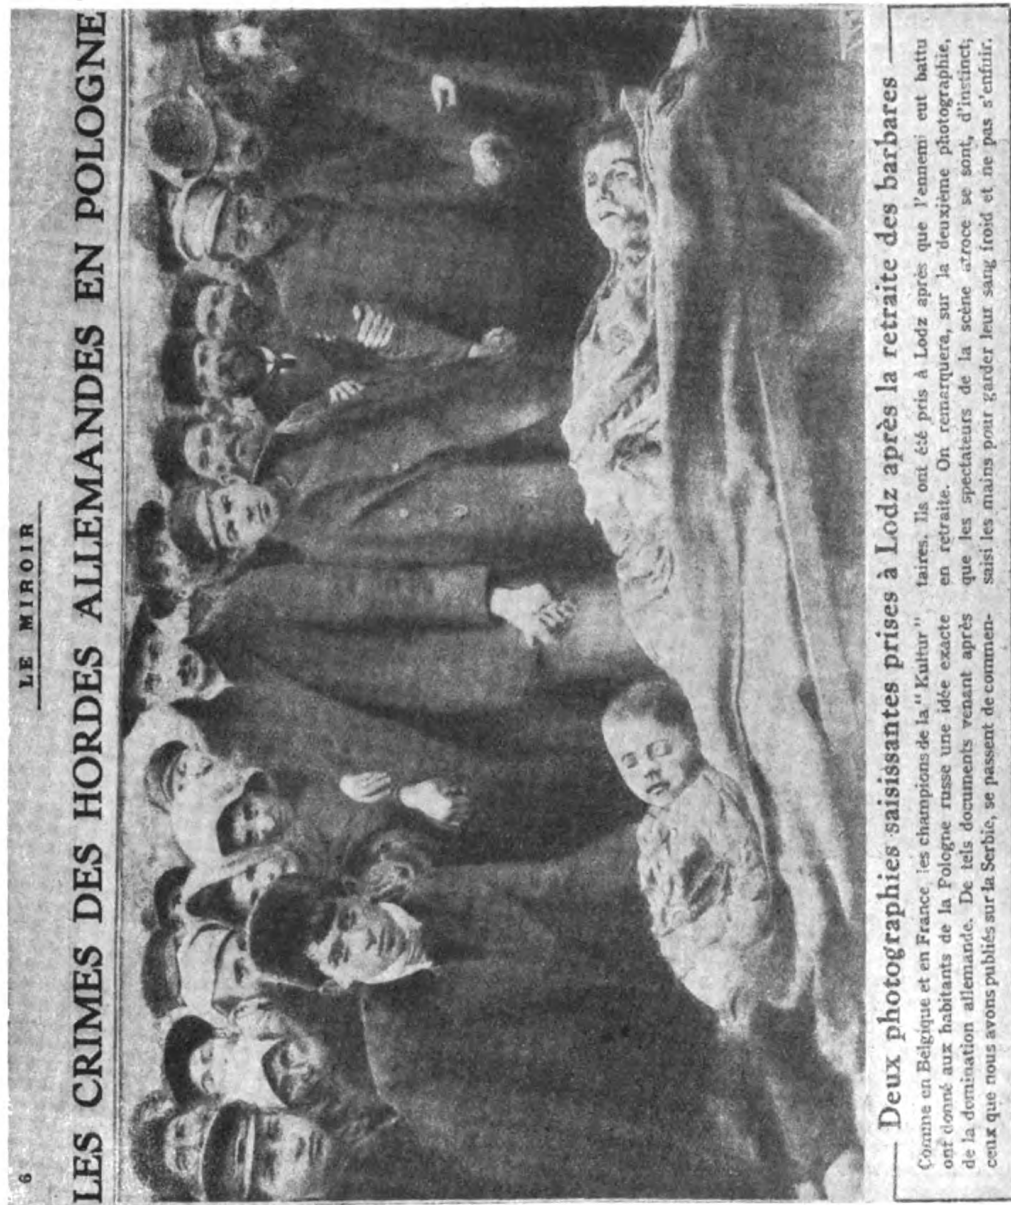 6
LE MIROIR
LES CRIMES DES HORDES ALLEMANDES EN POLOGNE
Deux photographies saisissantes prises à Lodz après la retraite des barbares
Comme en Belgique et en France, les champions de la "Kultur"
ont donné aux habitants de la Pologne russe une idée exacte
de la domination allemande. De tels documents venant après
ceux que nous avons publiés sur la Serbie, se passent de commen-
taires. Ils ont été pris à Lodz après que l'ennemi eut battu
en retraite. On remarquera, sur la deuxième photographie,
que les spectateurs de la scène atroce se sont, d'instinct,
saisi les mains pour garder leur sang froid et ne pas s'enfuir.